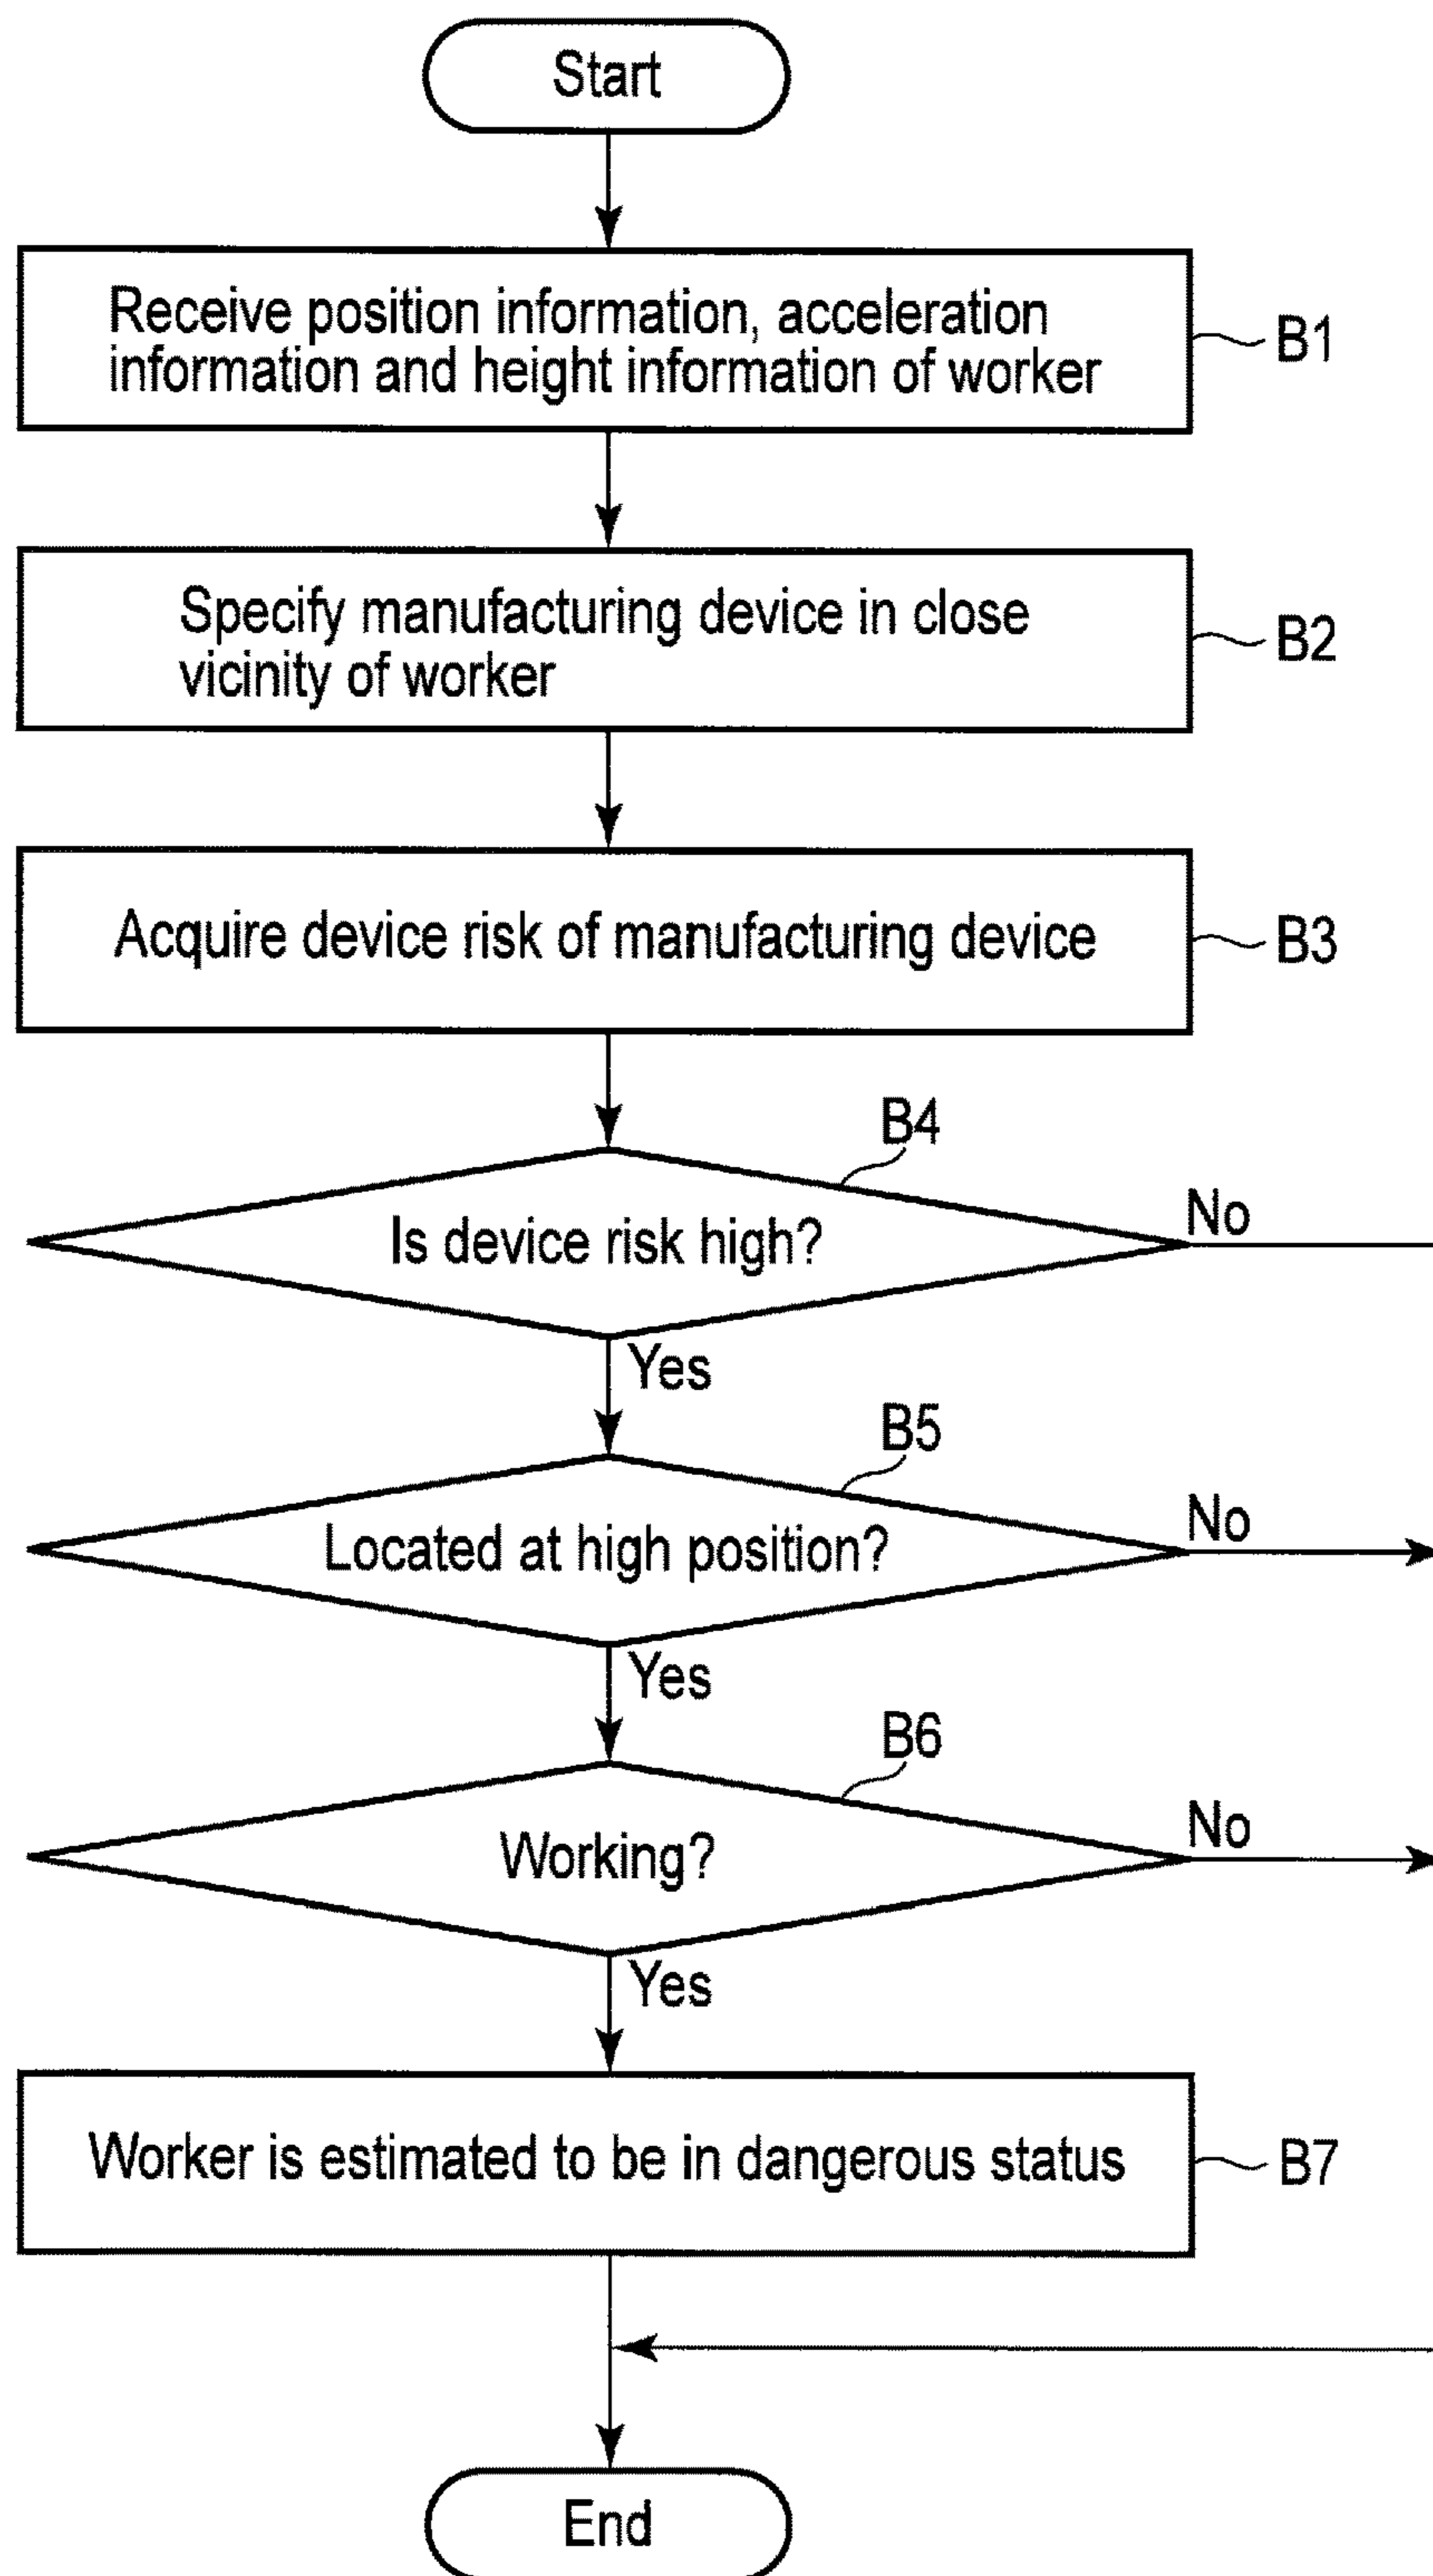 Start
Receive position information, acceleration
information and height information of worker
B1
Specify manufacturing device in close
vicinity of worker
B2
Acquire device risk of manufacturing device
B3
B4
Is device risk high?
No
Yes
B5
Located at high position?
No
Yes
B6
Working?
No
Yes
Worker is estimated to be in dangerous status
B7
End